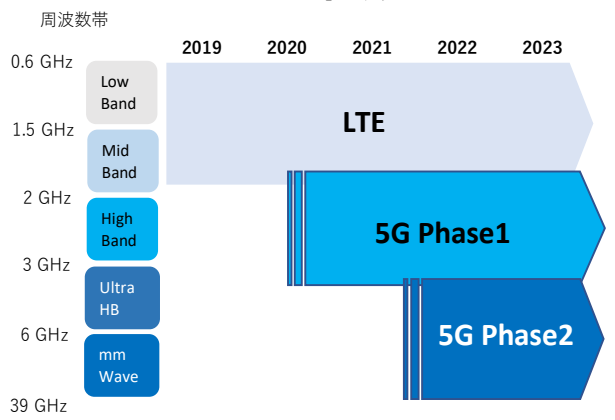 周波数帯
2019 2020 2021 2022 2023
0.6 GHz
Low
Band
LTE
1.5 GHz
Mid
Band
2 GHz
High
Band
5G Phase1
3 GHz
Ultra
HB
6 GHz
5G Phase2
mm
Wave
39 GHz